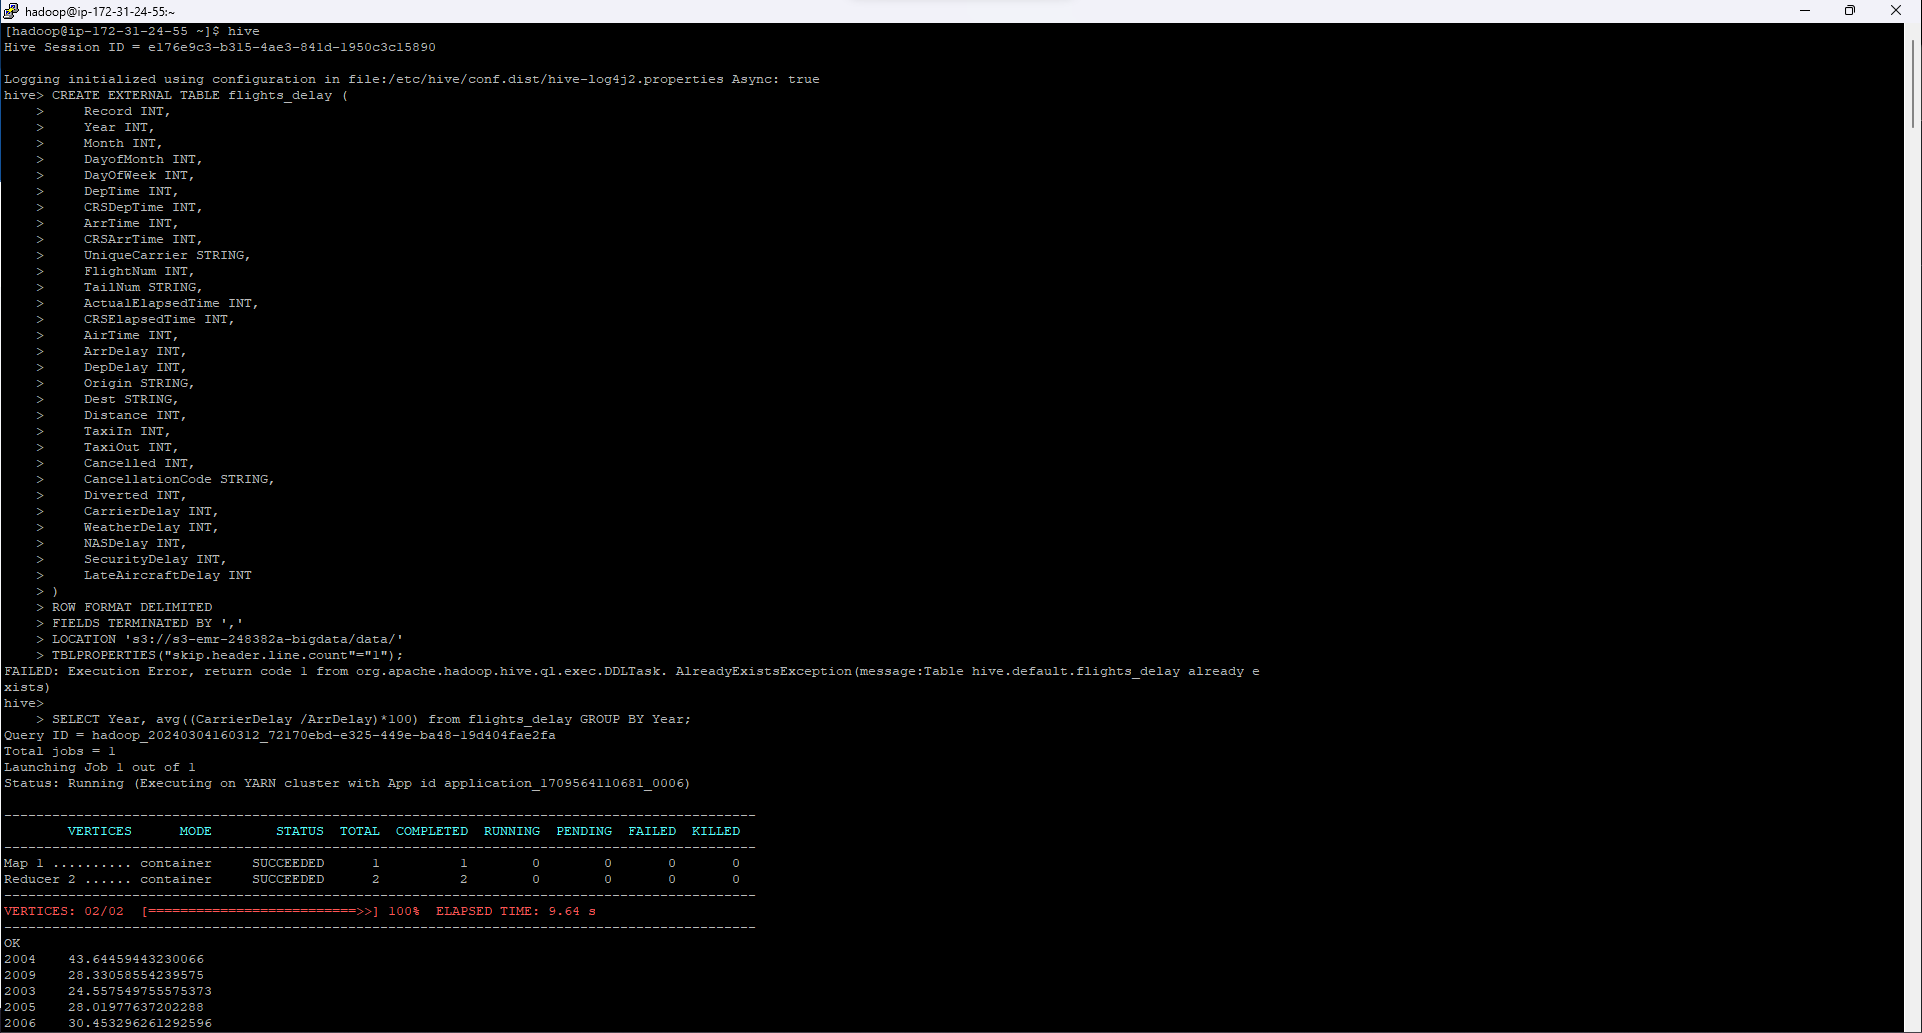 hadoop@ip-172-31-24-55:~
[hadoop@ip-172-31-24-55 ~]$ hive
Hive Session ID = e176e9c3-b315-4ae3-841d-1950c3c15890
Logging initialized using configuration in file:/etc/hive/conf.dist/hive-log4j2.properties Async: true
hive> CREATE EXTERNAL TABLE flights_delay (
    >     Record INT,
    >     Year INT,
    >     Month INT,
    >     DayofMonth INT,
    >     DayOfWeek INT,
    >     DepTime INT,
    >     CRSDepTime INT,
    >     ArrTime INT,
    >     CRSArrTime INT,
    >     UniqueCarrier STRING,
    >     FlightNum INT,
    >     TailNum STRING,
    >     ActualElapsedTime INT,
    >     CRSElapsedTime INT,
    >     AirTime INT,
    >     ArrDelay INT,
    >     DepDelay INT,
    >     Origin STRING,
    >     Dest STRING,
    >     Distance INT,
    >     TaxiIn INT,
    >     TaxiOut INT,
    >     Cancelled INT,
    >     CancellationCode STRING,
    >     Diverted INT,
    >     CarrierDelay INT,
    >     WeatherDelay INT,
    >     NASDelay INT,
    >     SecurityDelay INT,
    >     LateAircraftDelay INT
    > )
    > ROW FORMAT DELIMITED
    > FIELDS TERMINATED BY ','
    > LOCATION 's3://s3-emr-248382a-bigdata/data/'
    > TBLPROPERTIES("skip.header.line.count"="1");
FAILED: Execution Error, return code 1 from org.apache.hadoop.hive.ql.exec.DDLTask. AlreadyExistsException(message:Table hive.default.flights_delay already e
xists)
hive>
    > SELECT Year, avg((CarrierDelay /ArrDelay)*100) from flights_delay GROUP BY Year;
Query ID = hadoop_20240304160312_72170ebd-e325-449e-ba48-19d404fae2fa
Total jobs = 1
Launching Job 1 out of 1
Status: Running (Executing on YARN cluster with App id application_1709564110681_0006)
----------------------------------------------------------------------------------------------
        VERTICES      MODE        STATUS  TOTAL  COMPLETED  RUNNING  PENDING  FAILED  KILLED
----------------------------------------------------------------------------------------------
Map 1 .......... container     SUCCEEDED      1          1        0        0       0       0
Reducer 2 ...... container     SUCCEEDED      2          2        0        0       0       0
----------------------------------------------------------------------------------------------
VERTICES: 02/02  [==========================>>] 100%  ELAPSED TIME: 9.64 s
----------------------------------------------------------------------------------------------
OK
2004    43.64459443230066
2009    28.33058554239575
2003    24.557549755575373
2005    28.01977637202288
2006    30.453296261292596